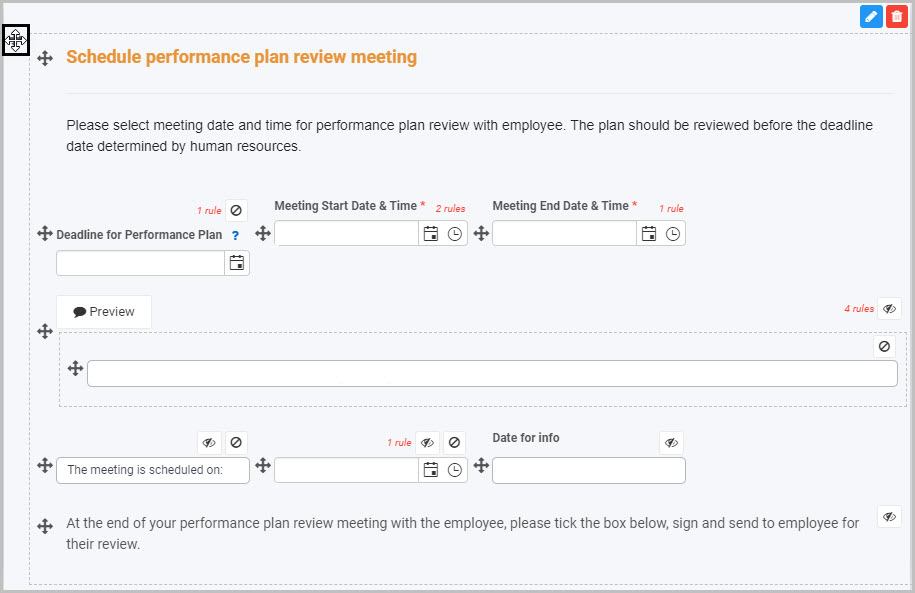 Schedule performance plan review meeting
Please select meeting date and time for performance plan review with employee. The plan should be reviewed before the deadline
date determined by human resources.
1 rule
Meeting Start Date & Time * 2 rules
Meeting End Date & Time * 1 rule
Deadline for Performance Plan ?
Preview
4 rules
1 rule
Date for info
The meeting is scheduled on:
At the end of your performance plan review meeting with the employee, please tick the box below, sign and send to employee for
their review.